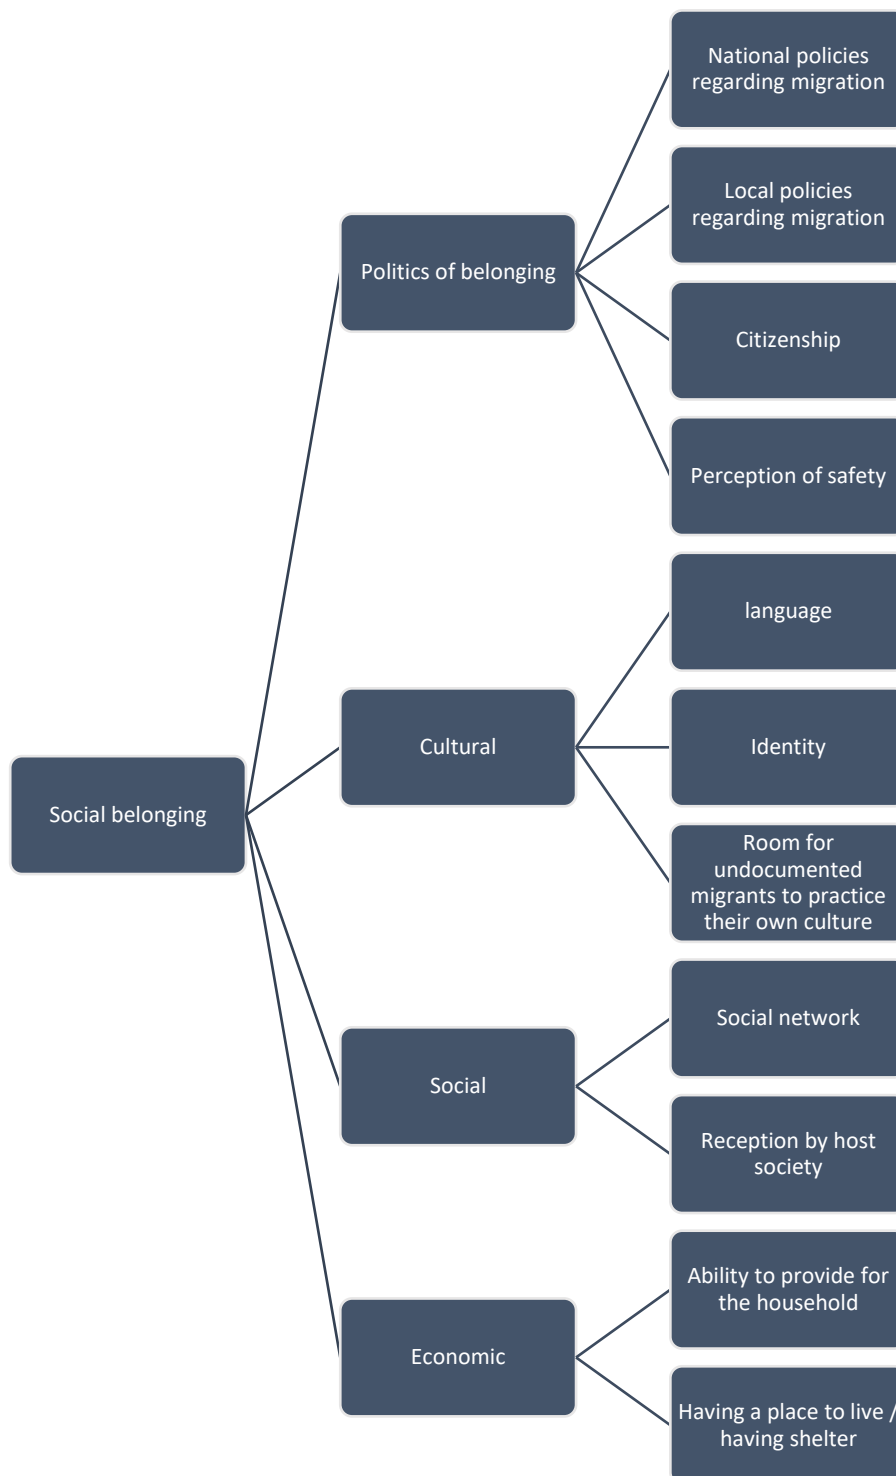 National policies
regarding migration
Local policies
regarding migration
Politics of belonging
Citizenship
Perception of safety
language
Cultural
Identity
Social belonging
Room for
undocumented
migrants to practice
their own culture
Social network
Social
Reception by host
society
Ability to provide for
the household
Economic
Having a place to live /
having shelter